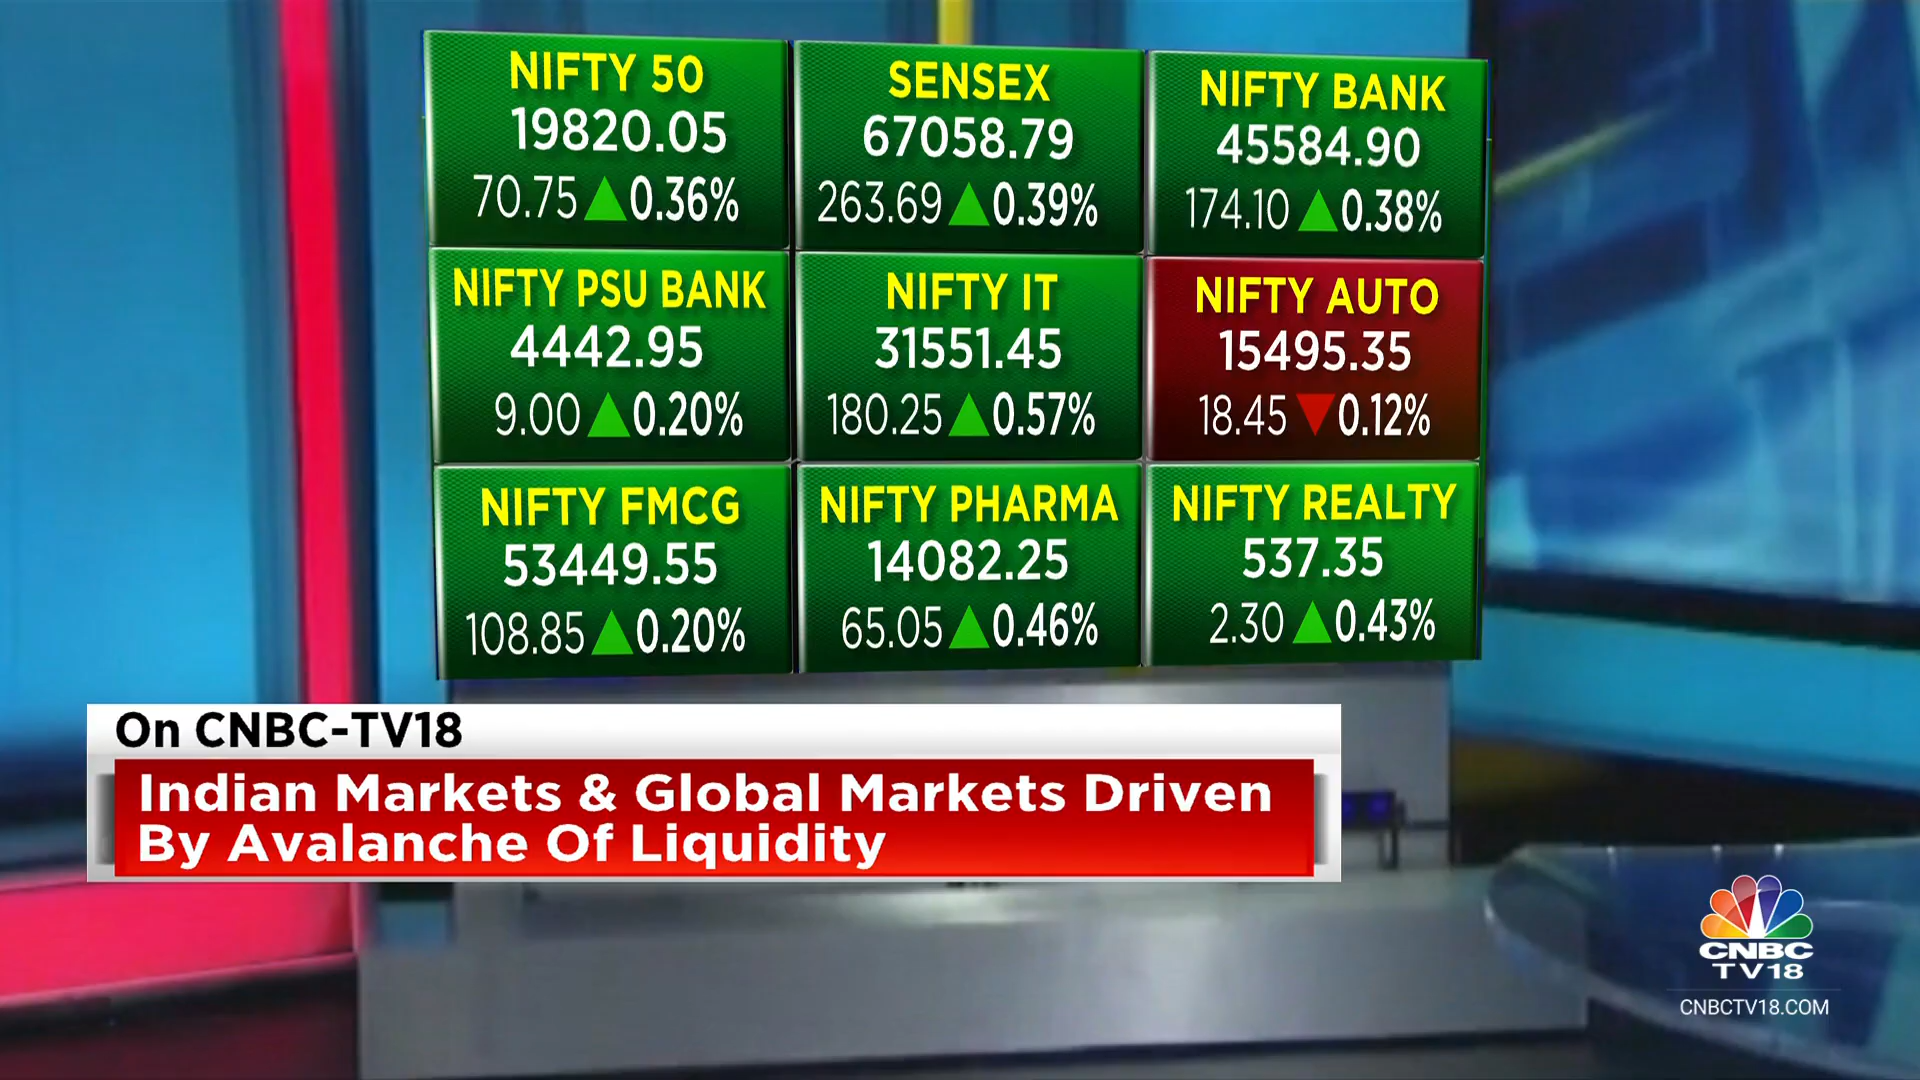 NIFTY 50
19820.05
70.75 ▲ 0.36%
SENSEX
67058.79
263.69 ▲ 0.39%
NIFTY BANK
45584.90
174.10 ▲ 0.38%
NIFTY PSU BANK
4442.95
9.00 ▲ 0.20%
NIFTY IT
31551.45
180.25 ▲ 0.57%
NIFTY AUTO
15495.35
18.45 ▼ 0.12%
NIFTY FMCG
53449.55
108.85 ▲ 0.20%
NIFTY PHARMA
14082.25
65.05 ▲ 0.46%
NIFTY REALTY
537.35
2.30 ▲ 0.43%
On CNBC-TV18
Indian Markets & Global Markets Driven
By Avalanche Of Liquidity
CNBC
TV18
CNBCTV18.COM